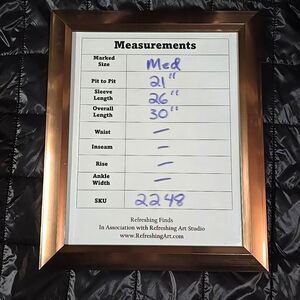 Measurements
Marked Size Med
Pit to Pit 21"
Sleeve Length 26"
Overall Length 30"
Waist —
Inseam —
Rise —
Ankle Width —
SKU 2248
Refreshing Finds
In Association with Refreshing Art Studio
www.RefreshingArt.com